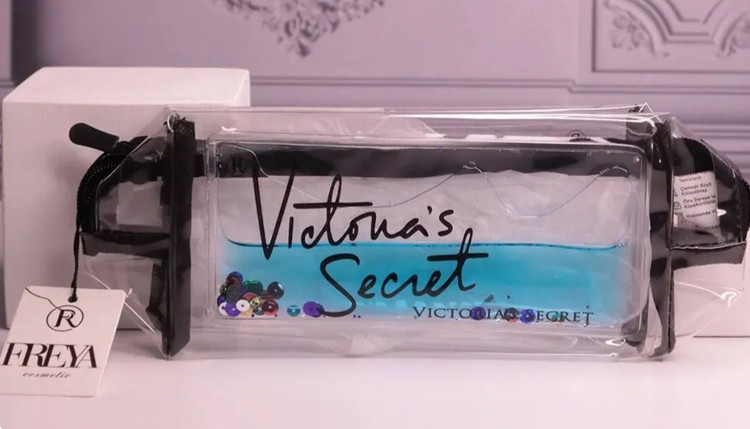 Victoria's
Secret
VICTORIA'S SECRET
®
FREYA
cosmetic